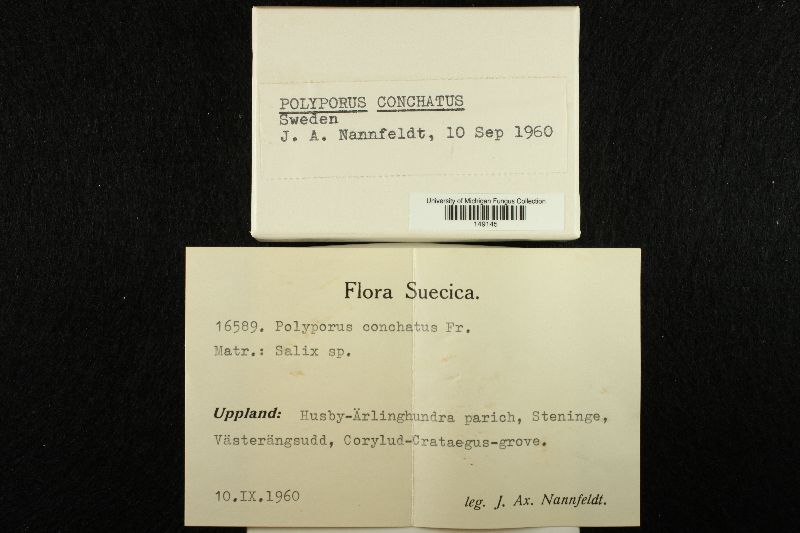 POLYPORUS CONCHATUS
Sweden
J. A. Nannfeldt, 10 Sep 1960
University of Michigan Fungus Collection
149145
Flora Suecica.
16589. Polyporus conchatus Fr.
Matr.: Salix sp.
Uppland: Husby-Ärlinghundra parich, Steninge,
Västerängsudd, Corylud-Crataegus-grove.
10.IX.1960
leg. J. Ax. Nannfeldt.